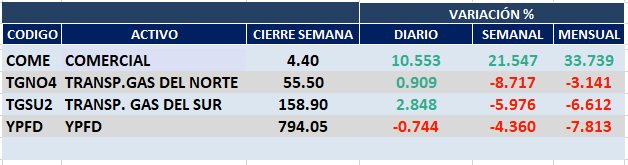 VARIACIÓN %
CODIGO ACTIVO CIERRE SEMANA DIARIO SEMANAL MENSUAL
COME COMERCIAL 4.40 10.553 21.547 33.739
TGNO4 TRANSP.GAS DEL NORTE 55.50 0.909 -8.717 -3.141
TGSU2 TRANSP. GAS DEL SUR 158.90 2.848 -5.976 -6.612
YPFD YPFD 794.05 -0.744 -4.360 -7.813